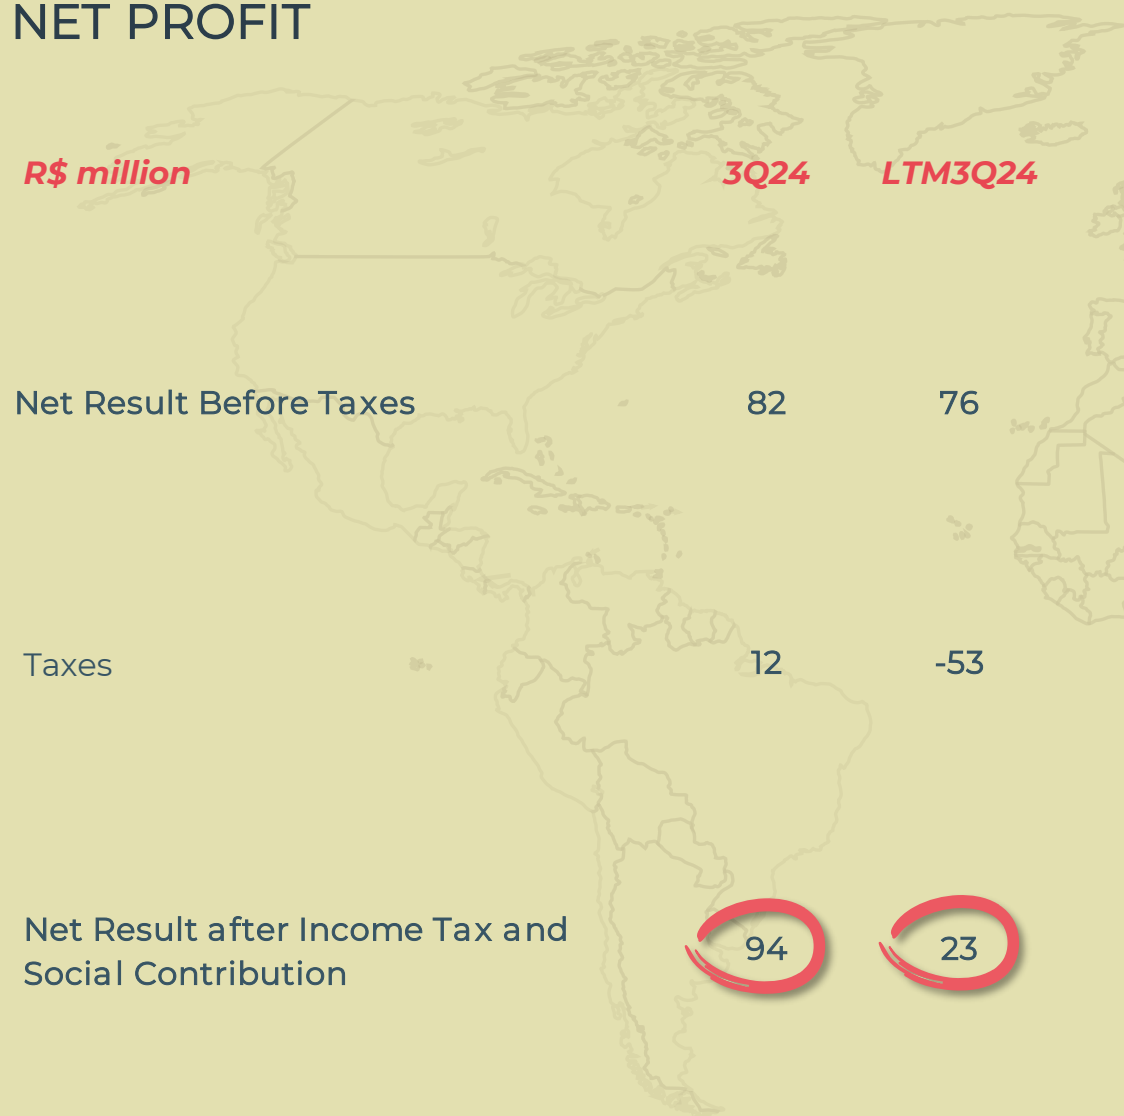 NET PROFIT
R$ million 3Q24 LTM3Q24
Net Result Before Taxes 82 76
Taxes 12 -53
Net Result after Income Tax and
Social Contribution 94 23